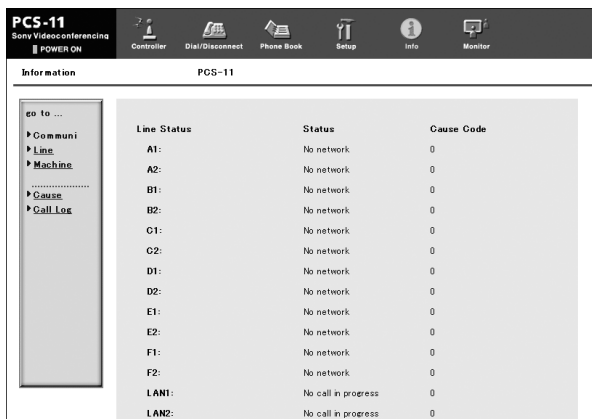 PCS-11
Sony Videoconferencing
POWER ON
Controller Dial/Disconnect Phone Book Setup Info Monitor
Information PCS-11
go to ...
Communi
Line
Machine
Cause
Call Log
Line Status Status Cause Code
A1: No network 0
A2: No network 0
B1: No network 0
B2: No network 0
C1: No network 0
C2: No network 0
D1: No network 0
D2: No network 0
E1: No network 0
E2: No network 0
F1: No network 0
F2: No network 0
LAN1: No call in progress 0
LAN2: No call in progress 0